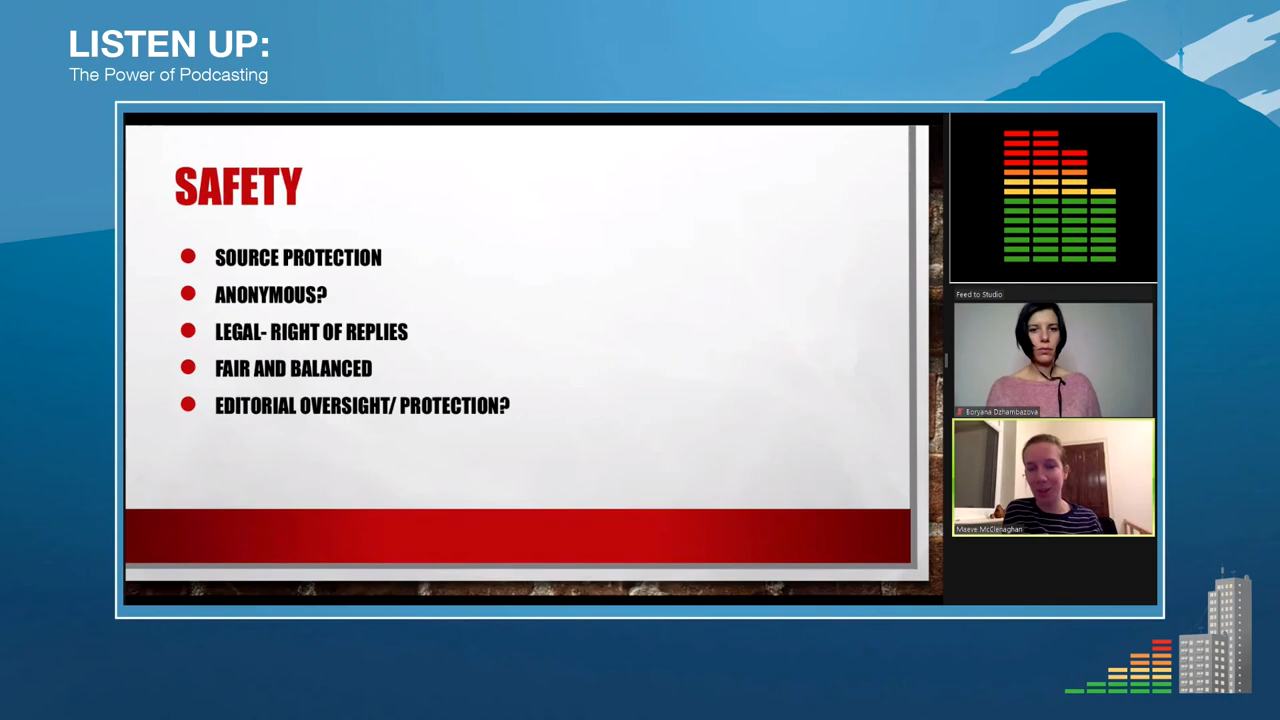 LISTEN UP:
The Power of Podcasting
SAFETY
SOURCE PROTECTION
ANONYMOUS?
LEGAL- RIGHT OF REPLIES
FAIR AND BALANCED
EDITORIAL OVERSIGHT/ PROTECTION?
Feed to Studio
Boryana Dzhambazova
Maeve McClenaghan